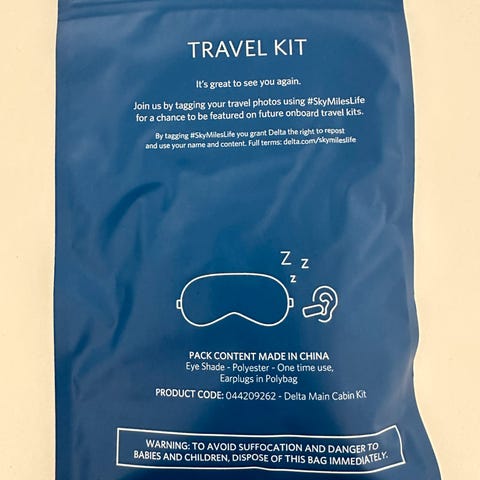 TRAVEL KIT
It's great to see you again.
Join us by tagging your travel photos using #SkyMilesLife
for a chance to be featured on future onboard travel kits.
By tagging #SkyMilesLife you grant Delta the right to repost
and use your name and content. Full terms: delta.com/skymileslife
Z z
z
PACK CONTENT MADE IN CHINA
Eye Shade - Polyester - One time use,
Earplugs in Polybag
PRODUCT CODE: 044209262 - Delta Main Cabin Kit
WARNING: TO AVOID SUFFOCATION AND DANGER TO
BABIES AND CHILDREN, DISPOSE OF THIS BAG IMMEDIATELY.